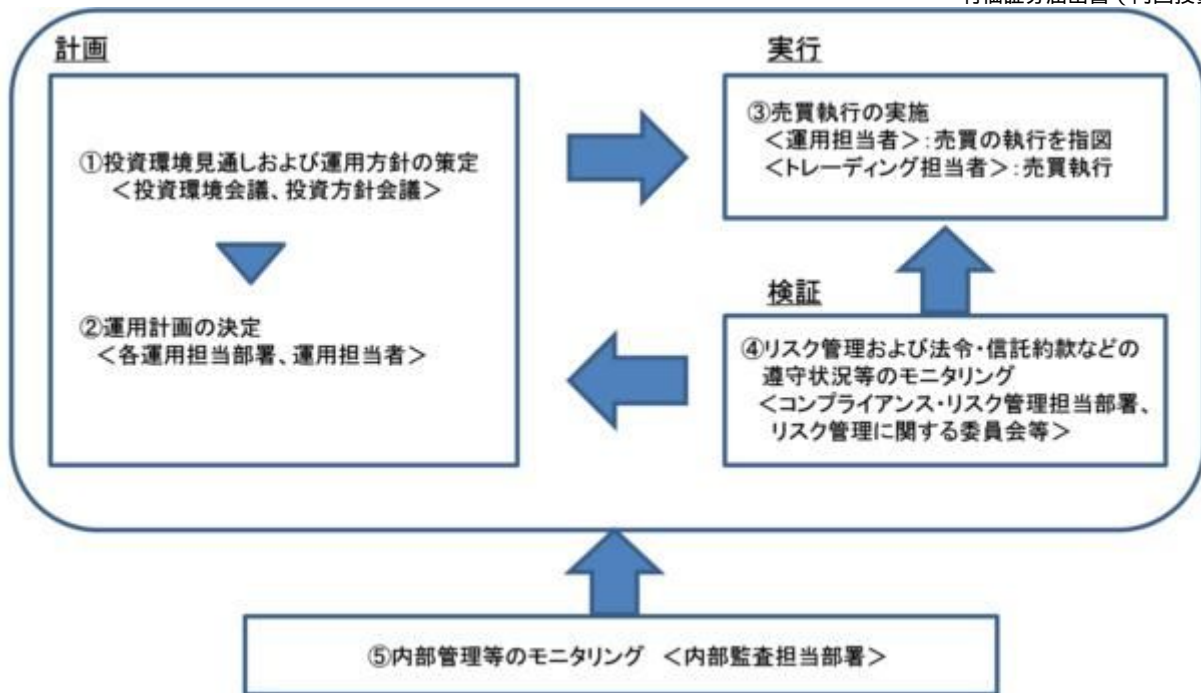 計画
①投資環境見通しおよび運用方針の策定
＜投資環境会議、投資方針会議＞
②運用計画の決定
＜各運用担当部署、運用担当者＞
実行
③売買執行の実施
＜運用担当者＞：売買の執行を指図
＜トレーディング担当者＞：売買執行
検証
④リスク管理および法令・信託約款などの
遵守状況等のモニタリング
＜コンプライアンス・リスク管理担当部署、
リスク管理に関する委員会等＞
⑤内部管理等のモニタリング ＜内部監査担当部署＞